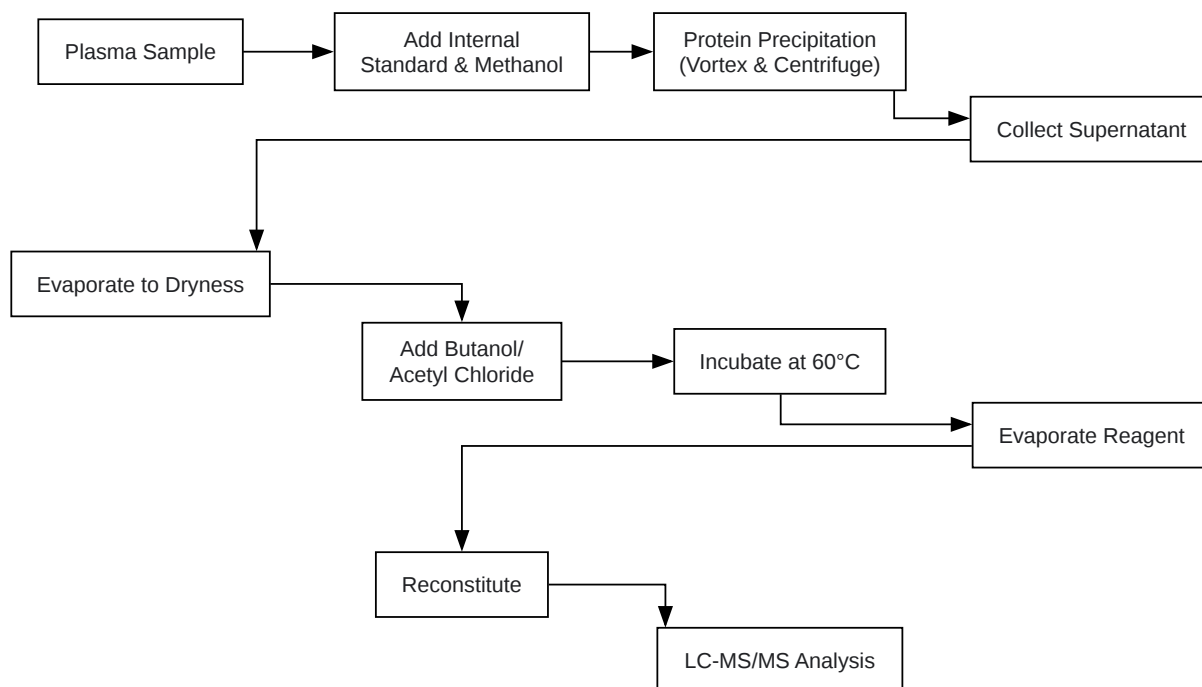 Plasma Sample
Add Internal
Standard & Methanol
Protein Precipitation
(Vortex & Centrifuge)
Collect Supernatant
Evaporate to Dryness
Add Butanol/
Acetyl Chloride
Incubate at 60°C
Evaporate Reagent
Reconstitute
LC-MS/MS Analysis